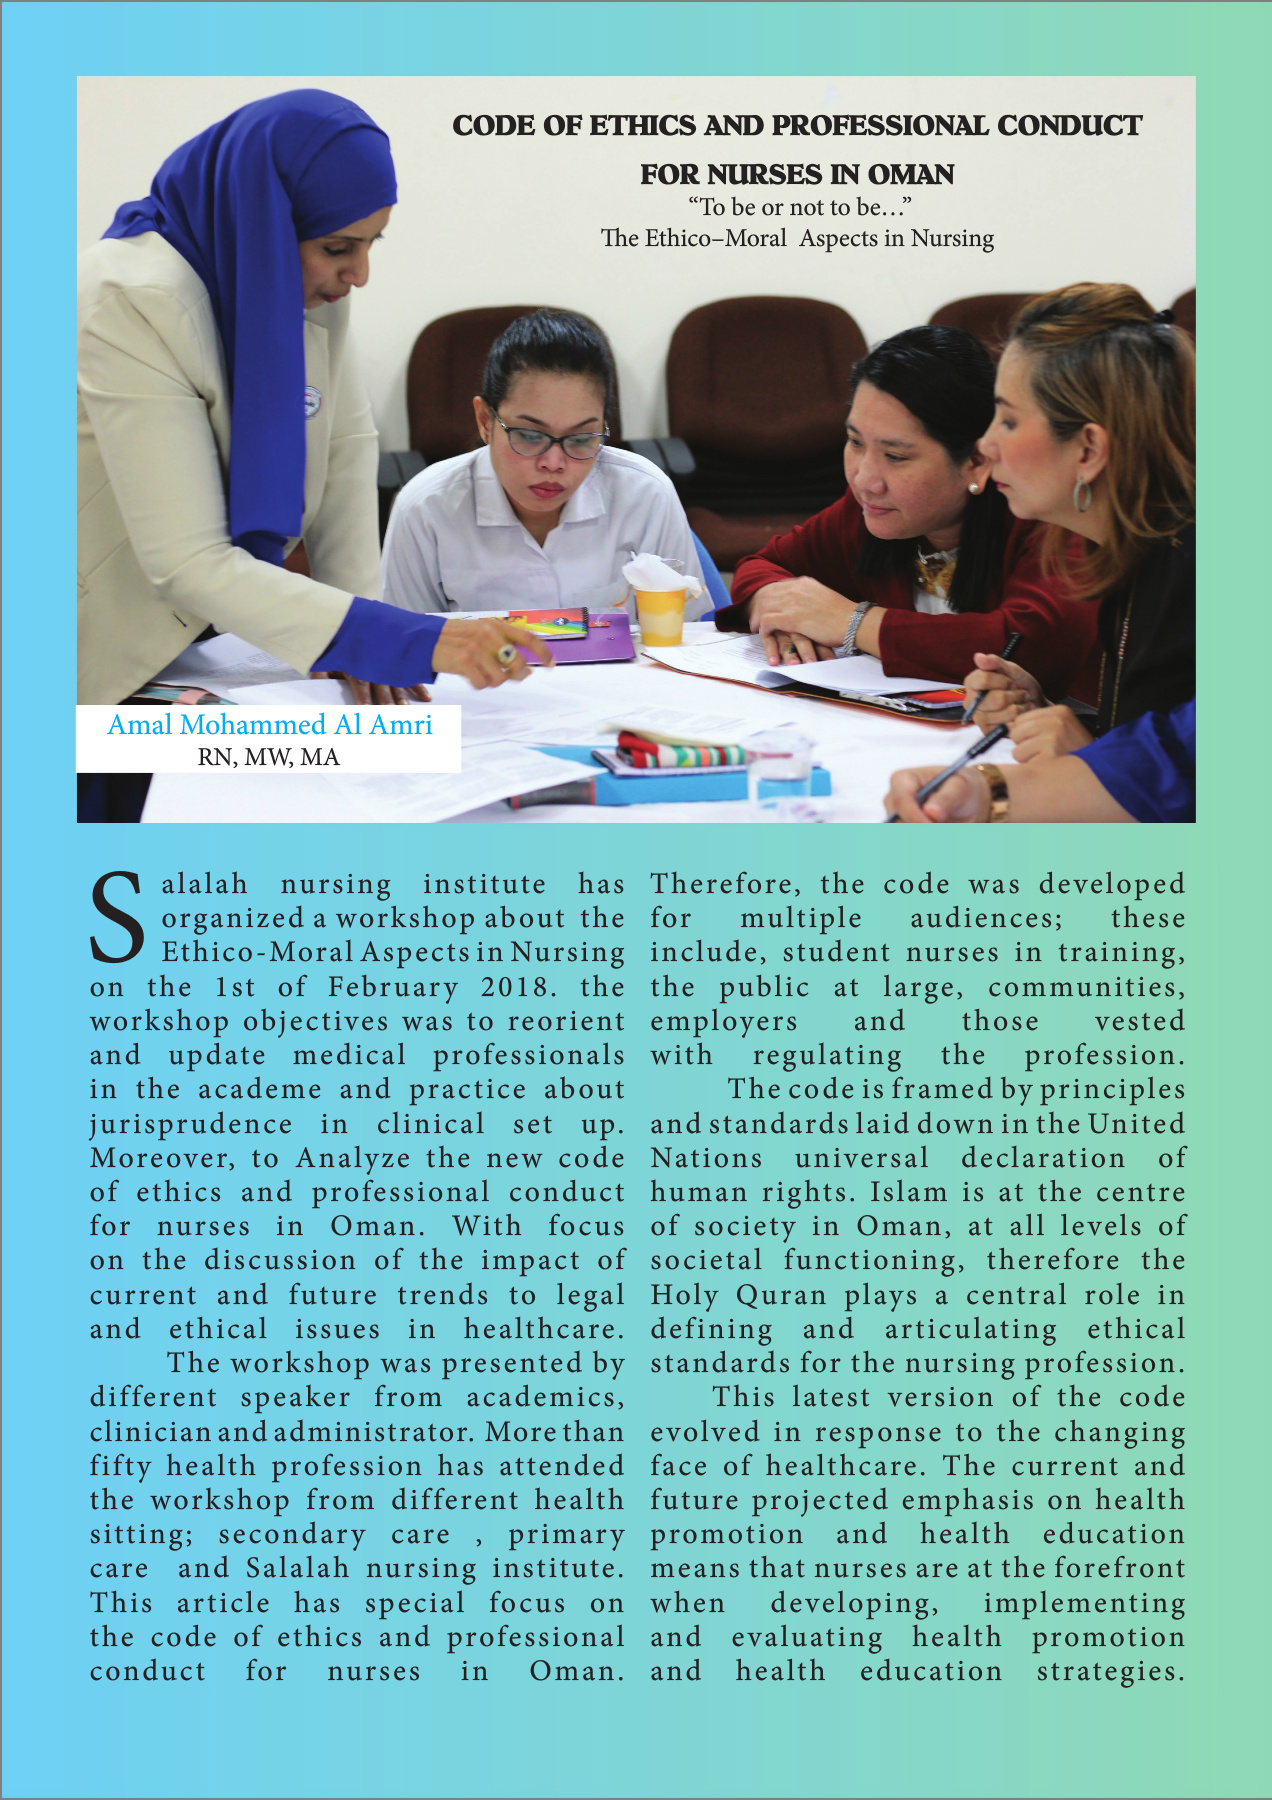 CODE OF ETHICS AND PROFESSIONAL CONDUCT
FOR NURSES IN OMAN
“To be or not to be…”
The Ethico–Moral Aspects in Nursing
Amal Mohammed Al Amri
RN, MW, MA
Salalah nursing institute has
organized a workshop about the
Ethico-Moral Aspects in Nursing
on the 1st of February 2018. the
workshop objectives was to reorient
and update medical professionals
in the academe and practice about
jurisprudence in clinical set up.
Moreover, to Analyze the new code
of ethics and professional conduct
for nurses in Oman. With focus
on the discussion of the impact of
current and future trends to legal
and ethical issues in healthcare.
The workshop was presented by
different speaker from academics,
clinician and administrator. More than
fifty health profession has attended
the workshop from different health
sitting; secondary care , primary
care and Salalah nursing institute.
This article has special focus on
the code of ethics and professional
conduct for nurses in Oman.
Therefore, the code was developed
for multiple audiences; these
include, student nurses in training,
the public at large, communities,
employers and those vested
with regulating the profession.
The code is framed by principles
and standards laid down in the United
Nations universal declaration of
human rights. Islam is at the centre
of society in Oman, at all levels of
societal functioning, therefore the
Holy Quran plays a central role in
defining and articulating ethical
standards for the nursing profession.
This latest version of the code
evolved in response to the changing
face of healthcare. The current and
future projected emphasis on health
promotion and health education
means that nurses are at the forefront
when developing, implementing
and evaluating health promotion
and health education strategies.